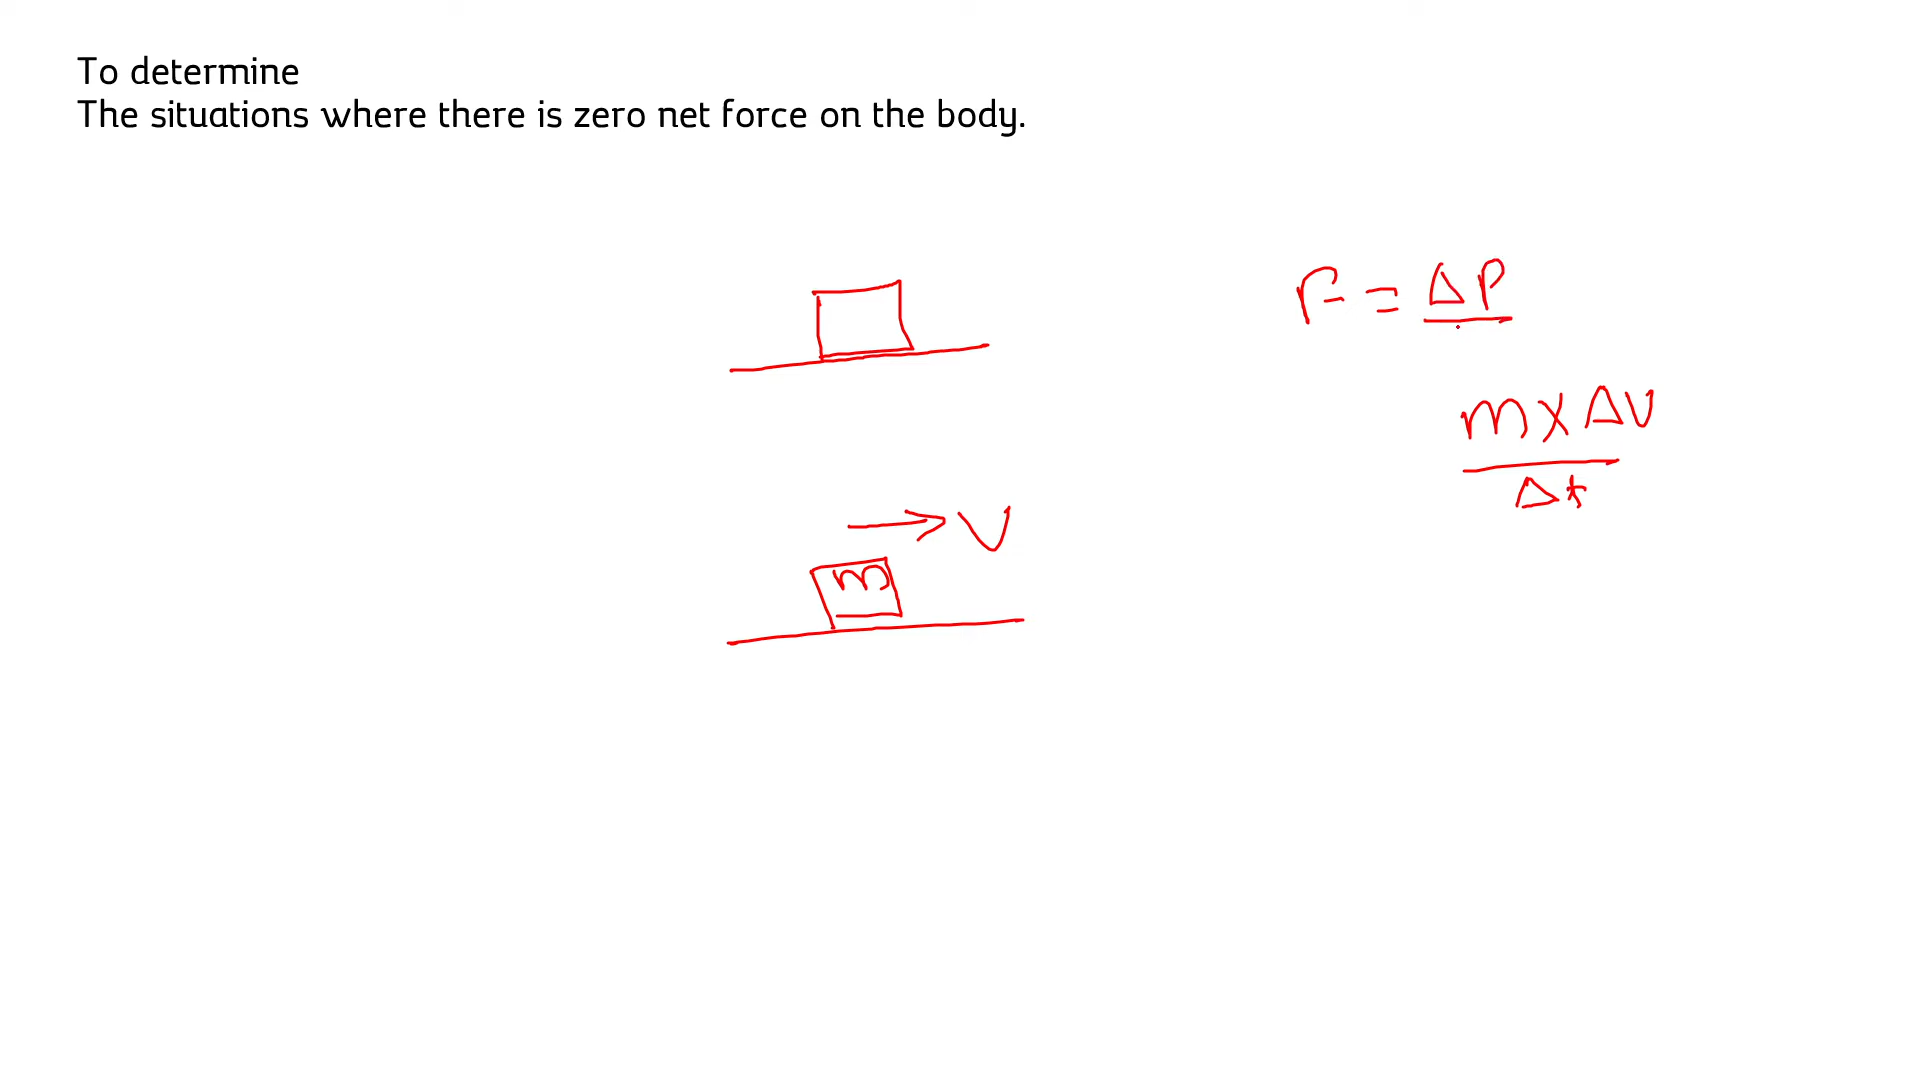 To determine
The situations where there is zero net force on the body.
F = ΔP
m x Δv
Δt
V
m